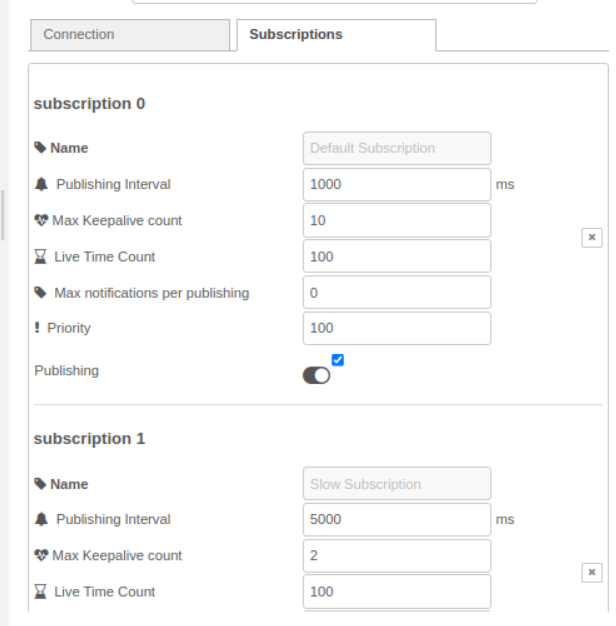 Connection Subscriptions
subscription 0
Name Default Subscription
Publishing Interval 1000 ms
Max Keepalive count 10
Live Time Count 100
Max notifications per publishing 0
Priority 100
Publishing
subscription 1
Name Slow Subscription
Publishing Interval 5000 ms
Max Keepalive count 2
Live Time Count 100